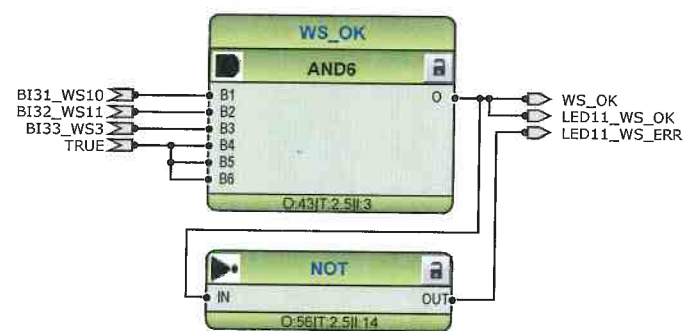 WS_OK
AND6
BI31_WS10 B1 O WS_OK
BI32_WS11 B2 LED11_WS_OK
BI33_WS3 B3 LED11_WS_ERR
TRUE B4
B5
B6
O:43|T:2.5|I:3
NOT
IN OUT
O:56|T:2.5|I:14